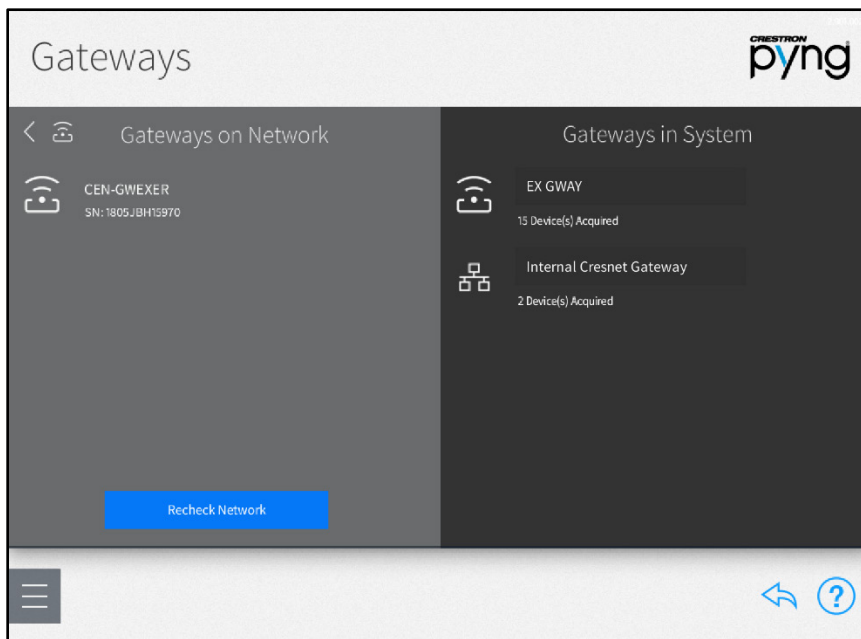 Gateways
CRESTRON
pyng
Gateways on Network
CEN-GWEXER
SN: 1805JBH15970
Recheck Network
Gateways in System
EX GWAY
15 Device(s) Acquired
Internal Cresnet Gateway
2 Device(s) Acquired
?